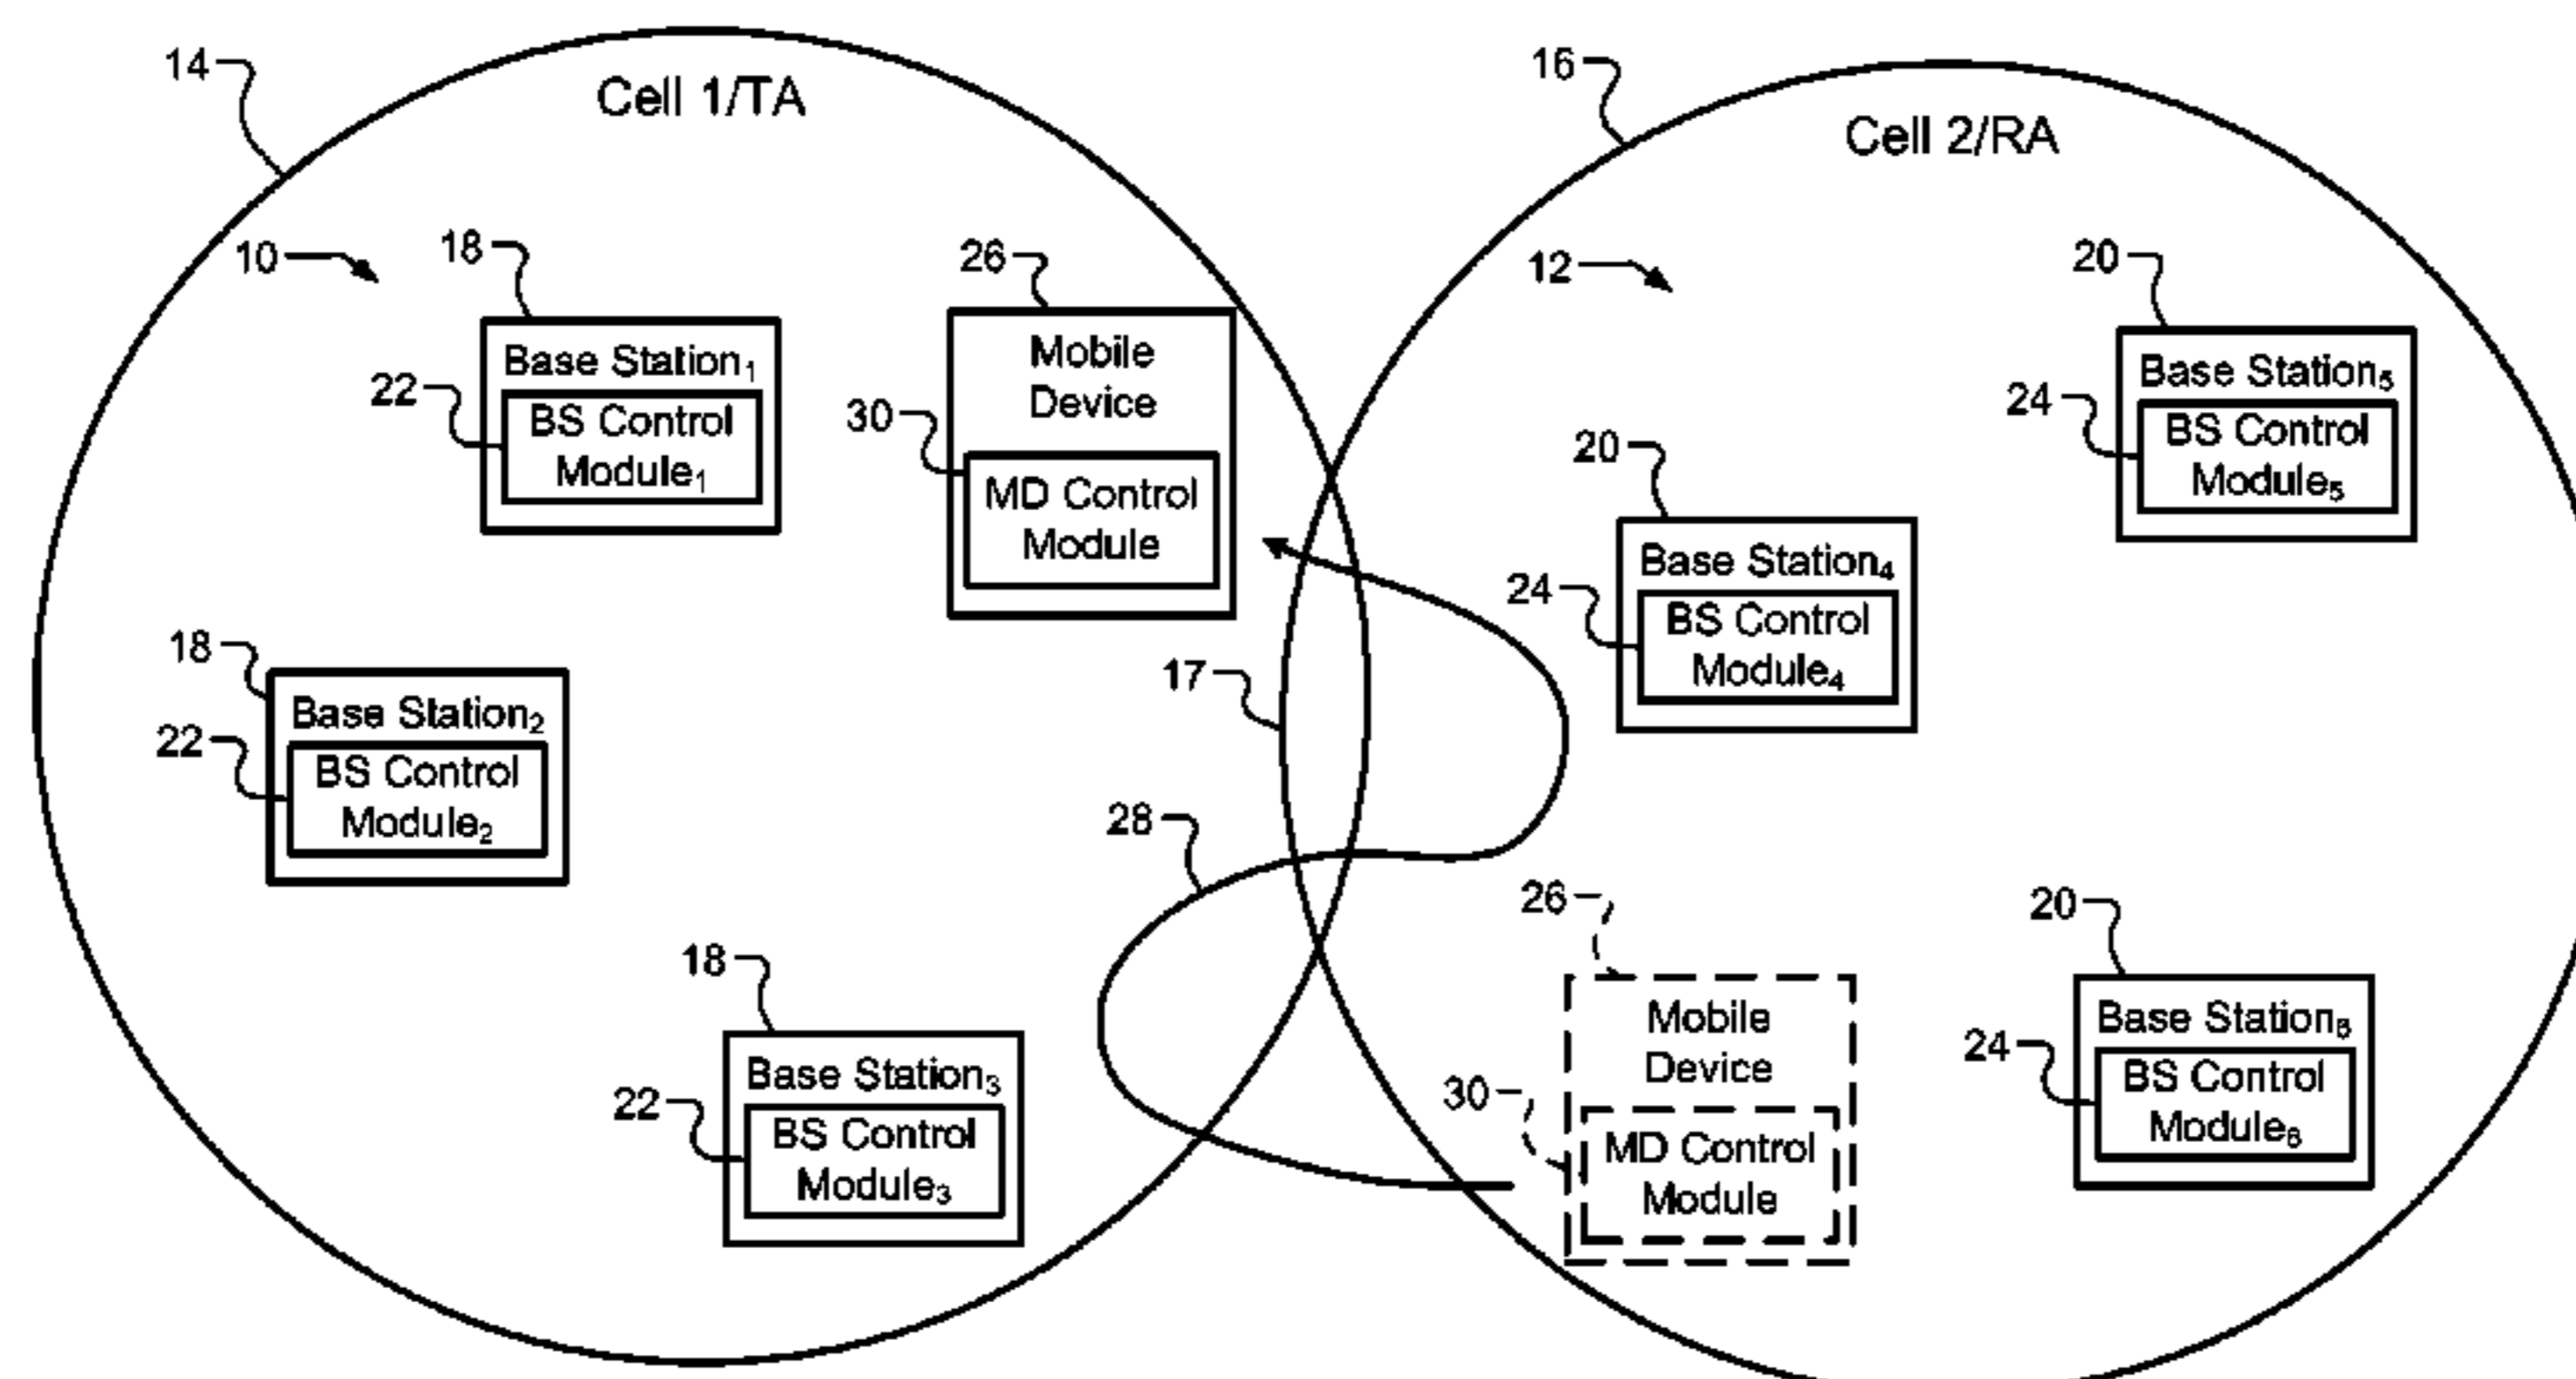 14
Cell 1/TA
16
Cell 2/RA
10
18
26
12
20
Base Station1
22
BS Control
Module1
Mobile
Device
30
MD Control
Module
Base Station5
24
BS Control
Module5
20
Base Station4
24
BS Control
Module4
18
Base Station2
22
BS Control
Module2
17
28
18
Base Station3
22
BS Control
Module3
26
Mobile
Device
30
MD Control
Module
20
Base Station6
24
BS Control
Module6